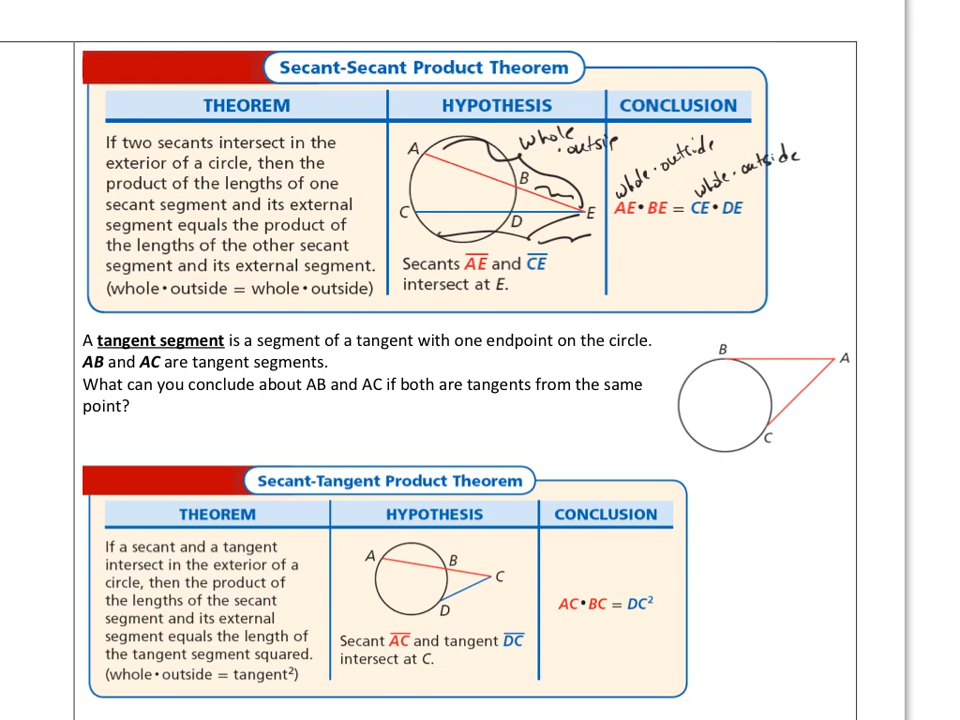 Secant-Secant Product Theorem
THEOREM
HYPOTHESIS
CONCLUSION
If two secants intersect in the
exterior of a circle, then the
product of the lengths of one
secant segment and its external
segment equals the product of
the lengths of the other secant
segment and its external segment.
(whole • outside = whole • outside)
A
B
C
D
E
whole
• outside
Secants AE and CE
intersect at E.
whole • outside
whole • outside
AE • BE = CE • DE
A tangent segment is a segment of a tangent with one endpoint on the circle.
AB and AC are tangent segments.
What can you conclude about AB and AC if both are tangents from the same
point?
B
A
C
Secant-Tangent Product Theorem
THEOREM
HYPOTHESIS
CONCLUSION
If a secant and a tangent
intersect in the exterior of a
circle, then the product of
the lengths of the secant
segment and its external
segment equals the length of
the tangent segment squared.
(whole • outside = tangent²)
A
B
C
D
Secant AC and tangent DC
intersect at C.
AC • BC = DC²